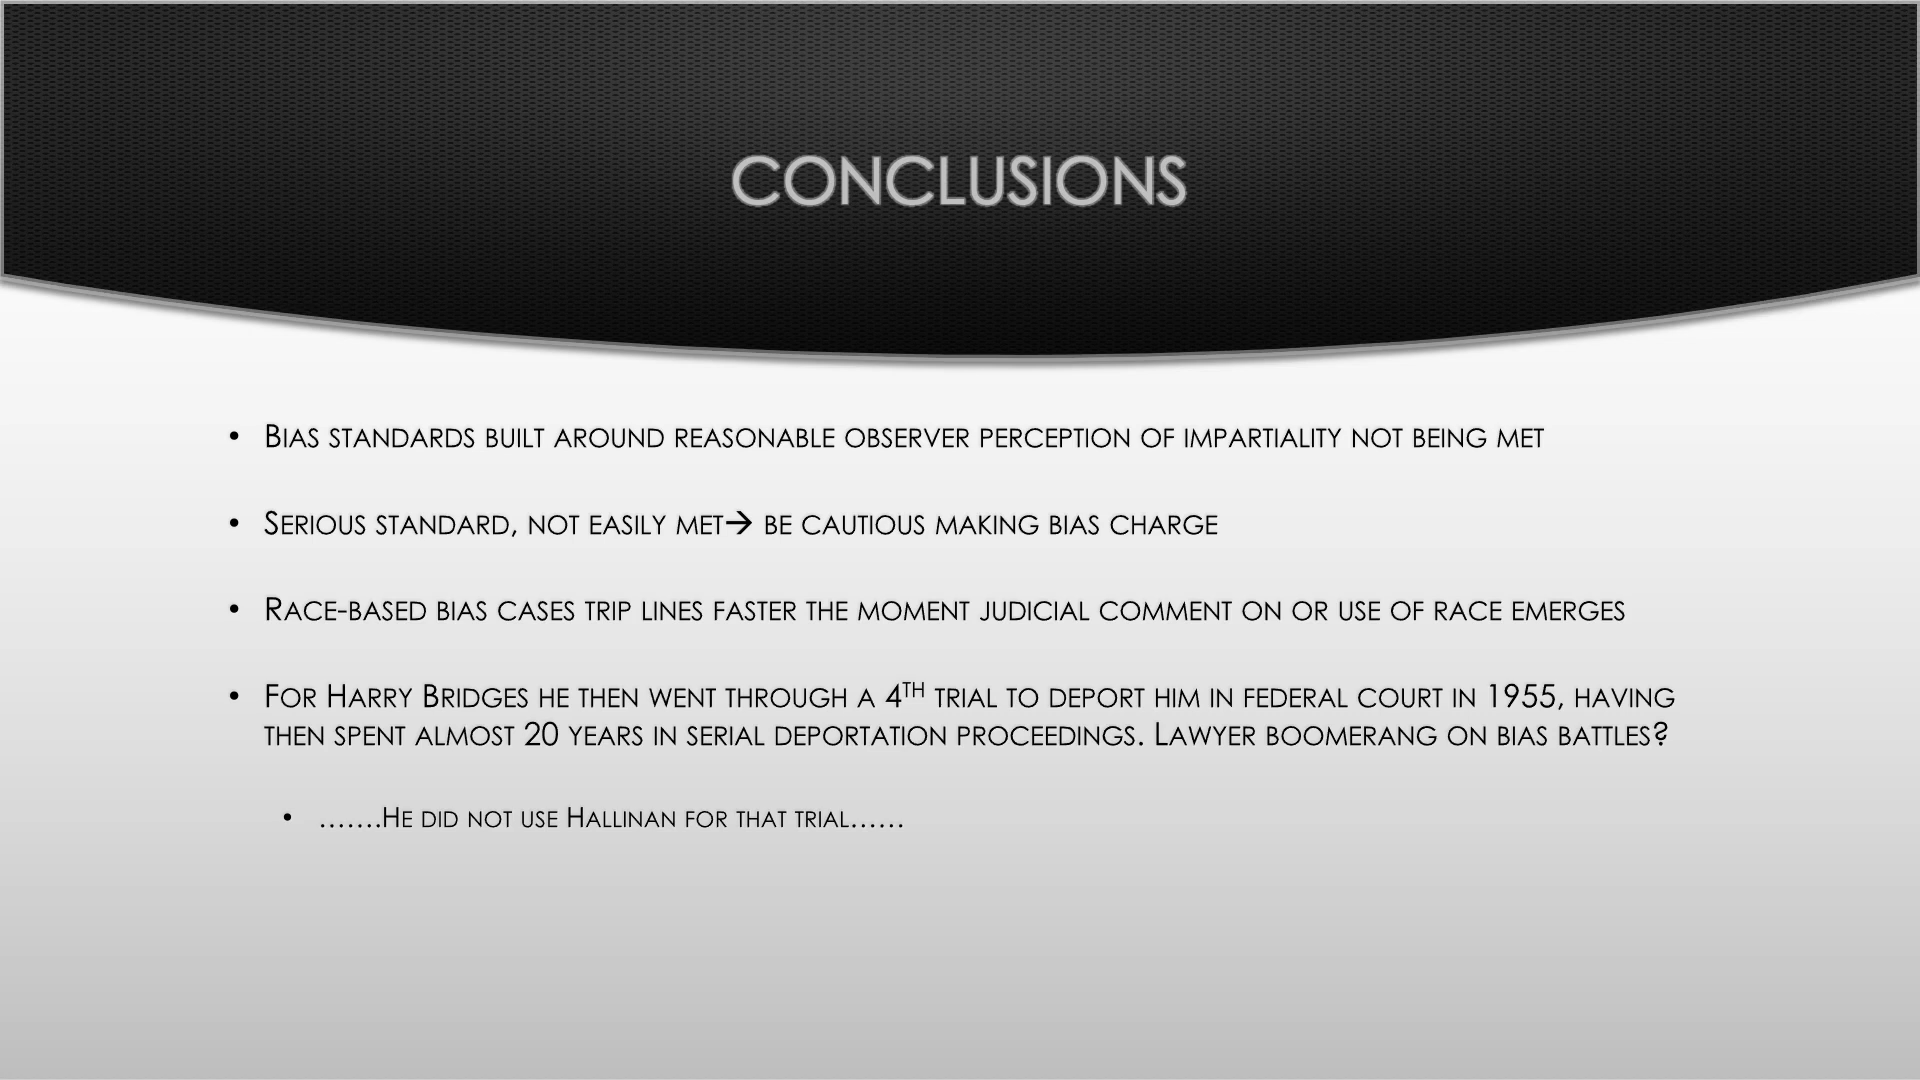 CONCLUSIONS
• Bias standards built around reasonable observer perception of impartiality not being met
• Serious standard, not easily met→ be cautious making bias charge
• Race-based bias cases trip lines faster the moment judicial comment on or use of race emerges
• For Harry Bridges he then went through a 4th trial to deport him in federal court in 1955, having
then spent almost 20 years in serial deportation proceedings. Lawyer boomerang on bias battles?
• …….He did not use Hallinan for that trial……